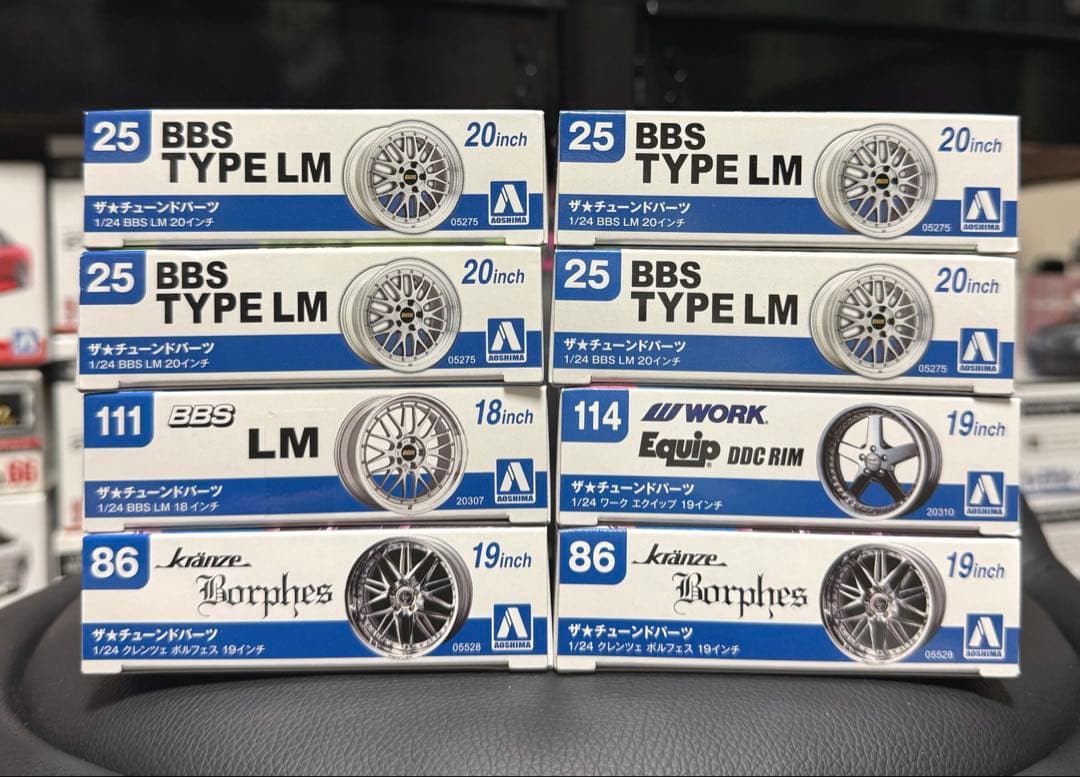 25
BBS
TYPE LM
20inch
ザ★チューンドパーツ
1/24 BBS LM 20インチ
05275
AOSHIMA
25
BBS
TYPE LM
20inch
ザ★チューンドパーツ
1/24 BBS LM 20インチ
05275
AOSHIMA
25
BBS
TYPE LM
20inch
ザ★チューンドパーツ
1/24 BBS LM 20インチ
05275
AOSHIMA
25
BBS
TYPE LM
20inch
ザ★チューンドパーツ
1/24 BBS LM 20インチ
05275
AOSHIMA
111
BBS
LM
18inch
ザ★チューンドパーツ
1/24 BBS LM 18インチ
20307
AOSHIMA
114
WORK
Equip DDC RIM
19inch
ザ★チューンドパーツ
1/24 ワーク エクイップ 19インチ
20310
AOSHIMA
86
Kränze
Borphes
19inch
ザ★チューンドパーツ
1/24 クレンツェ ボルフェス 19インチ
05528
AOSHIMA
86
Kränze
Borphes
19inch
ザ★チューンドパーツ
1/24 クレンツェ ボルフェス 19インチ
05528
AOSHIMA